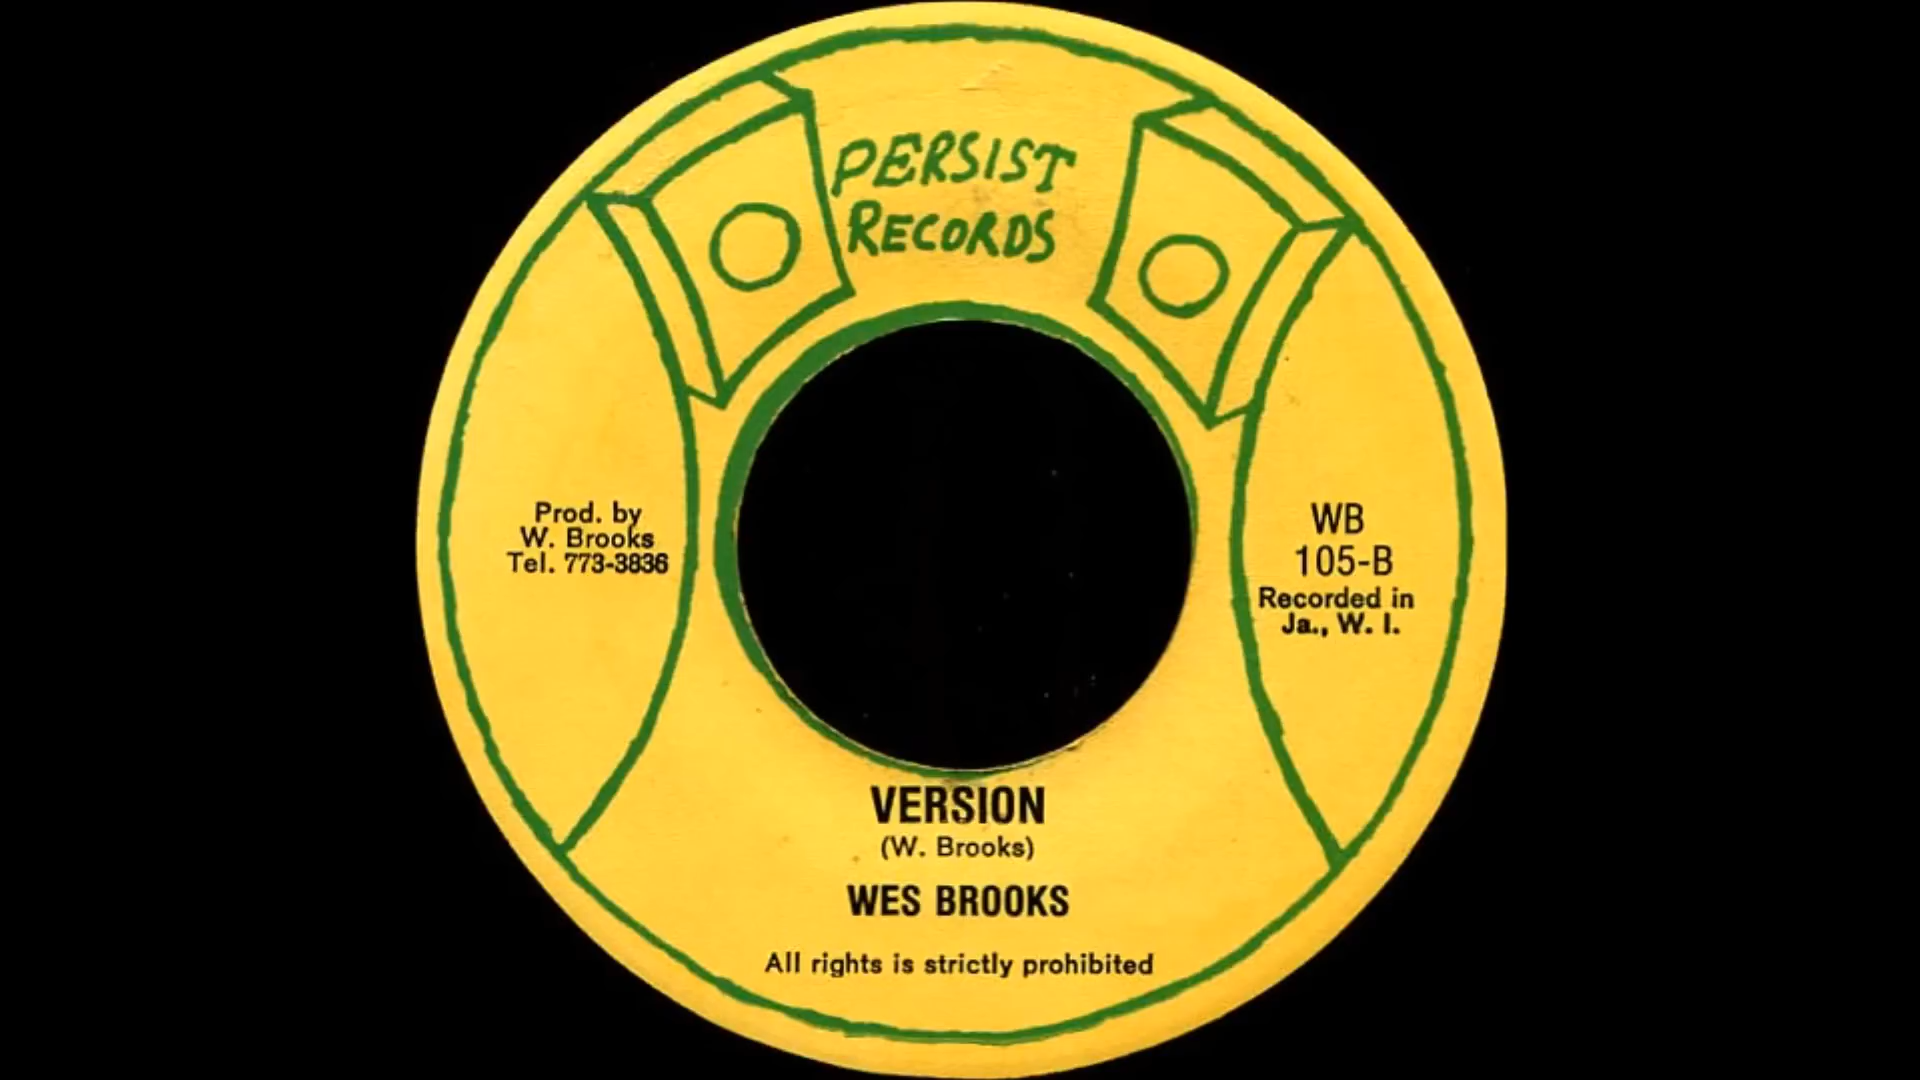 PERSIST
RECORDS
Prod. by
W. Brooks
Tel. 773-3836
WB
105-B
Recorded in
Ja., W. I.
VERSION
(W. Brooks)
WES BROOKS
All rights is strictly prohibited